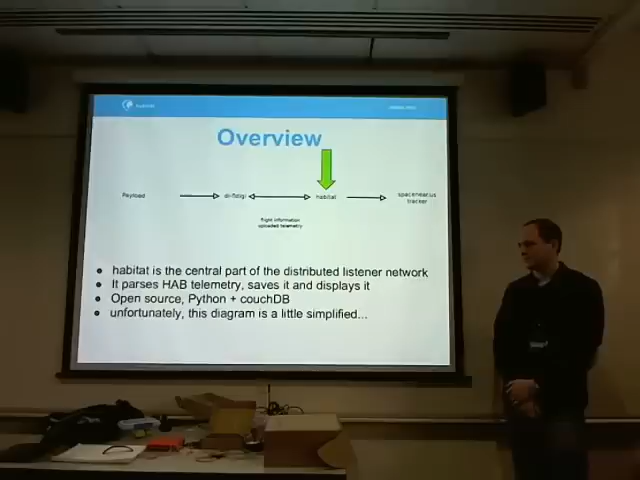 Overview
Payload
dl-fldigi
habitat
spacenear.us
tracker
flight information
uploaded telemetry
habitat is the central part of the distributed listener network
It parses HAB telemetry, saves it and displays it
Open source, Python + couchDB
unfortunately, this diagram is a little simplified...